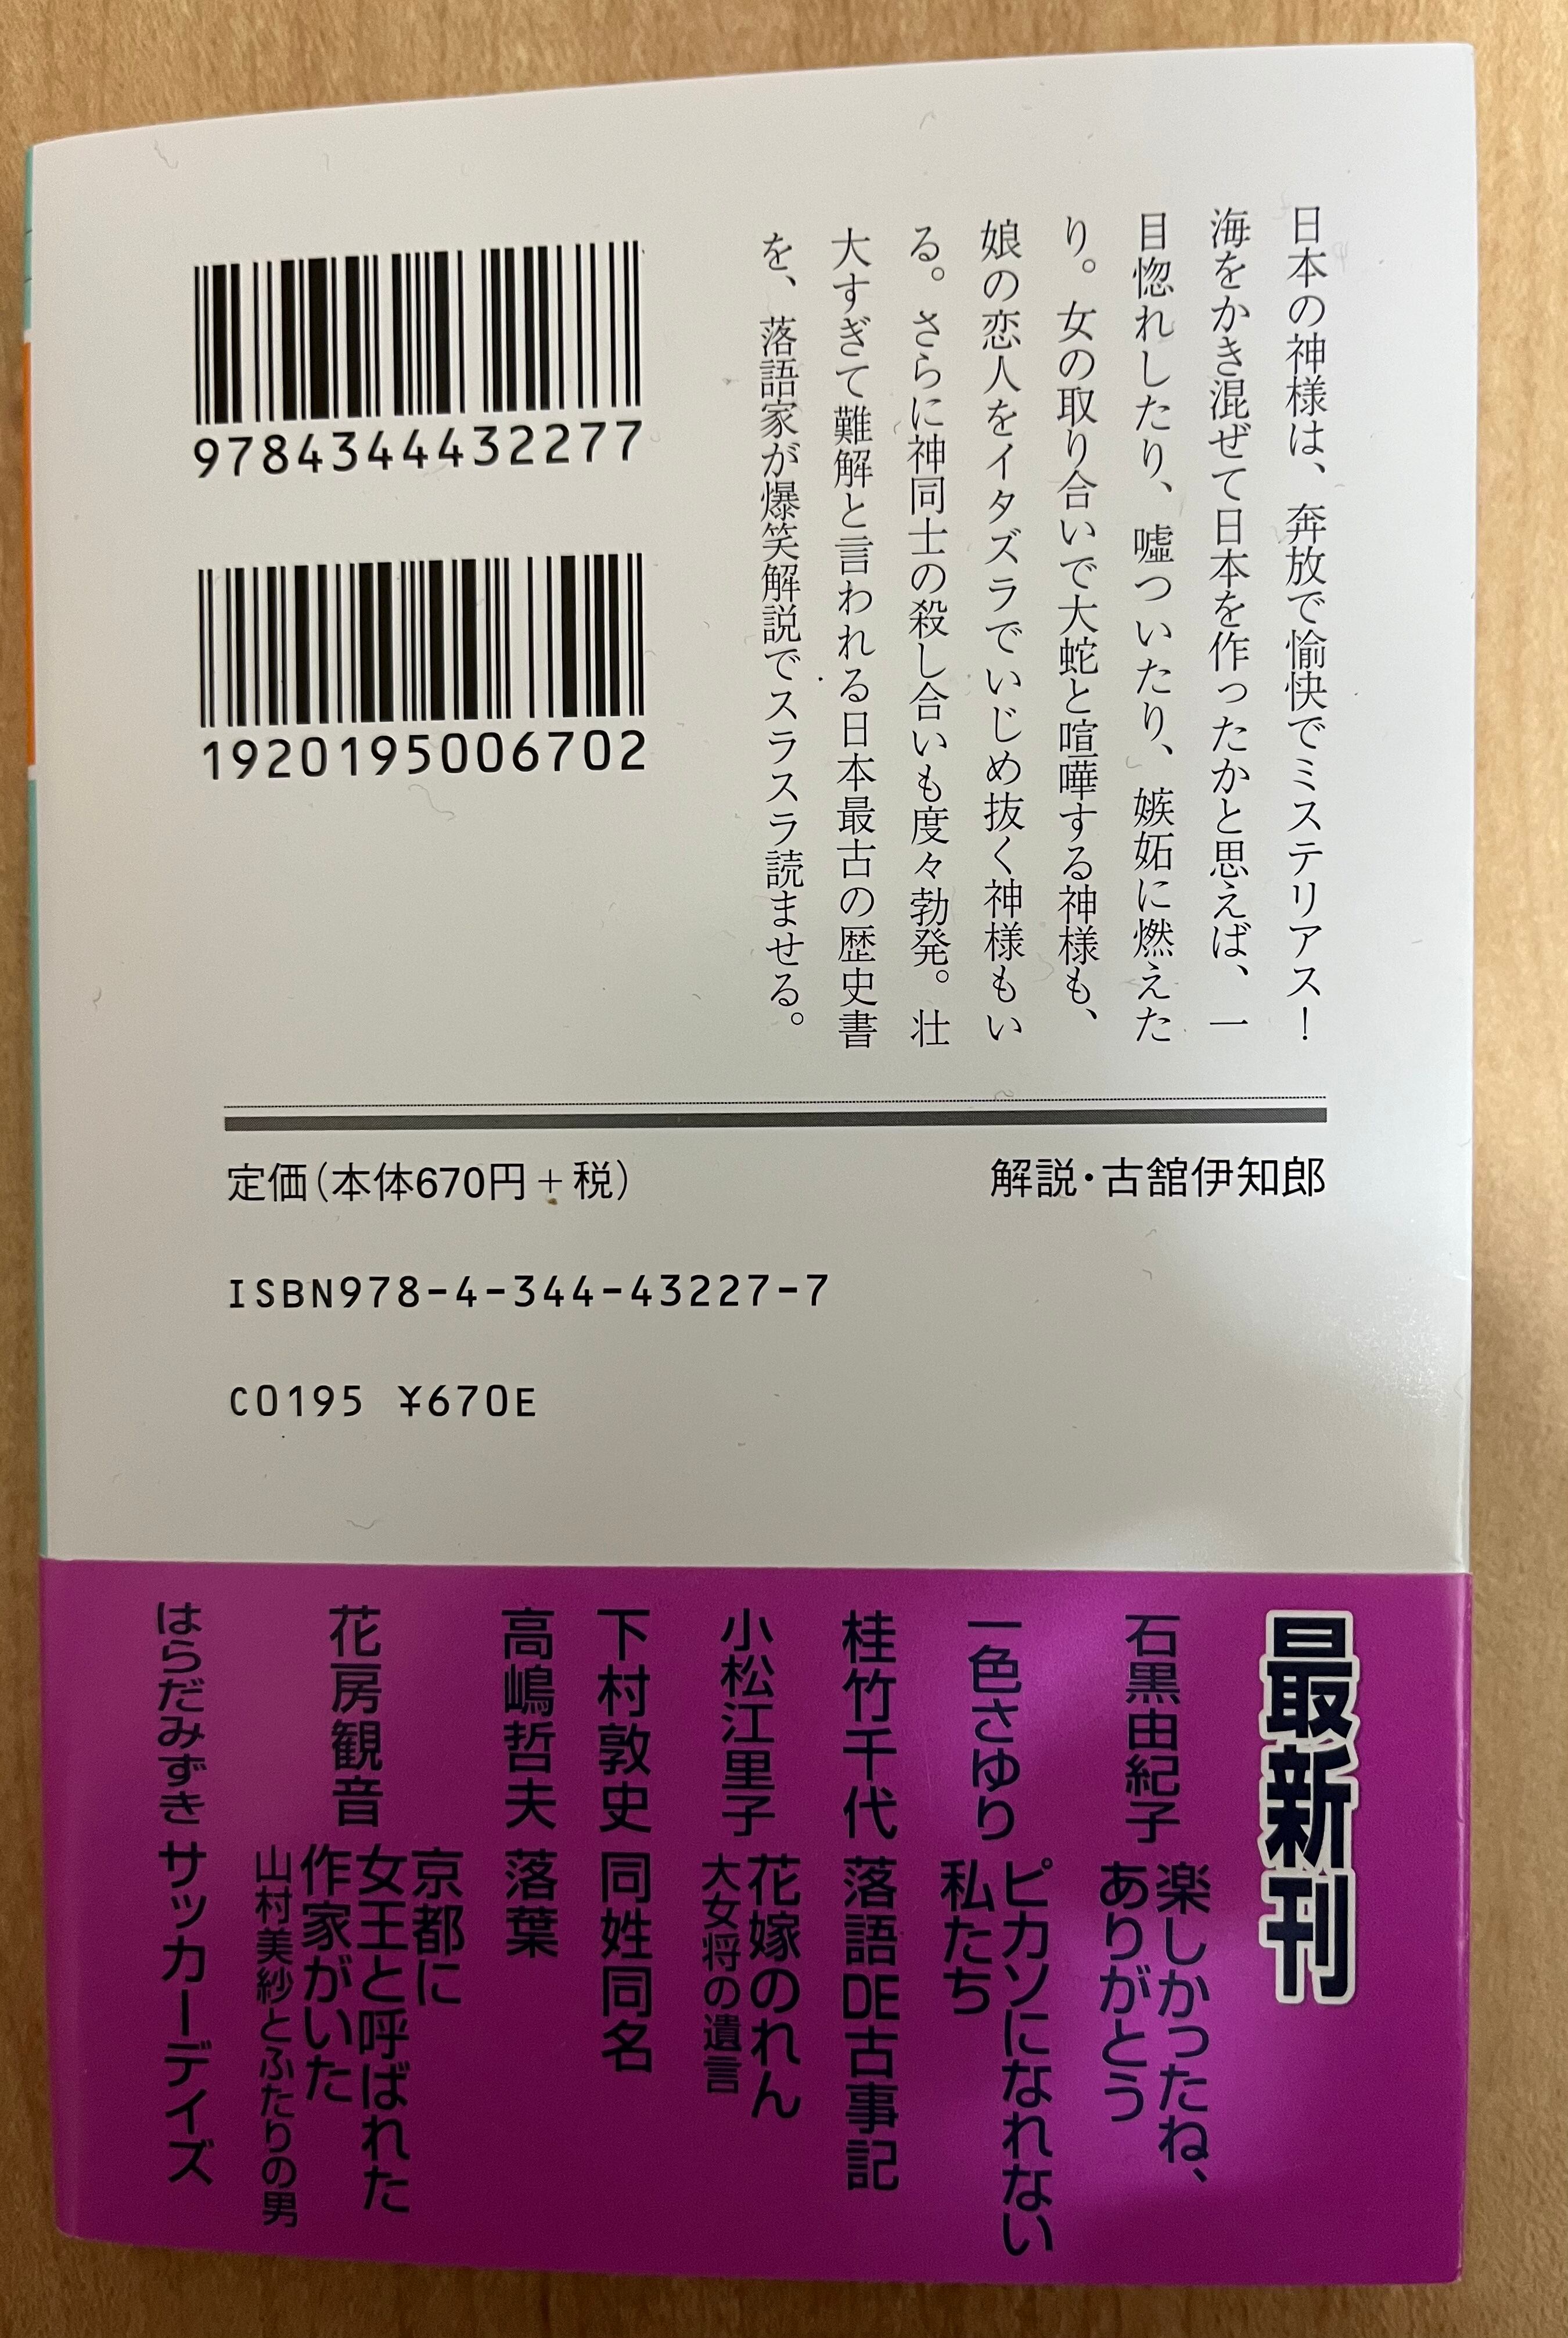 日本の神様は、奔放で愉快でミステリアス！
海をかき混ぜて日本を作ったかと思えば、一
目惚れしたり、嘘ついたり、嫉妬に燃えた
り。女の取り合いで大蛇と喧嘩する神様も、
娘の恋人をイタズラでいじめ抜く神様もい
る。さらに神同士の殺し合いも度々勃発。壮
大すぎて難解と言われる日本最古の歴史書
を、落語家が爆笑解説でスラスラ読ませる。
9784344432277
1920195006702
解説・古舘伊知郎
定価(本体670円＋税)
ISBN978-4-344-43227-7
C0195 ¥670E
最新刊
石黒由紀子
楽しかったね、
ありがとう
一色さゆり
ピカソになれない
私たち
桂竹千代
落語DE古事記
小松江里子
花嫁のれん
大女将の遺言
下村敦史
同姓同名
高嶋哲夫
落葉
花房観音
京都に
女王と呼ばれた
作家がいた
山村美紗とふたりの男
はらだみずき
サッカーデイズ